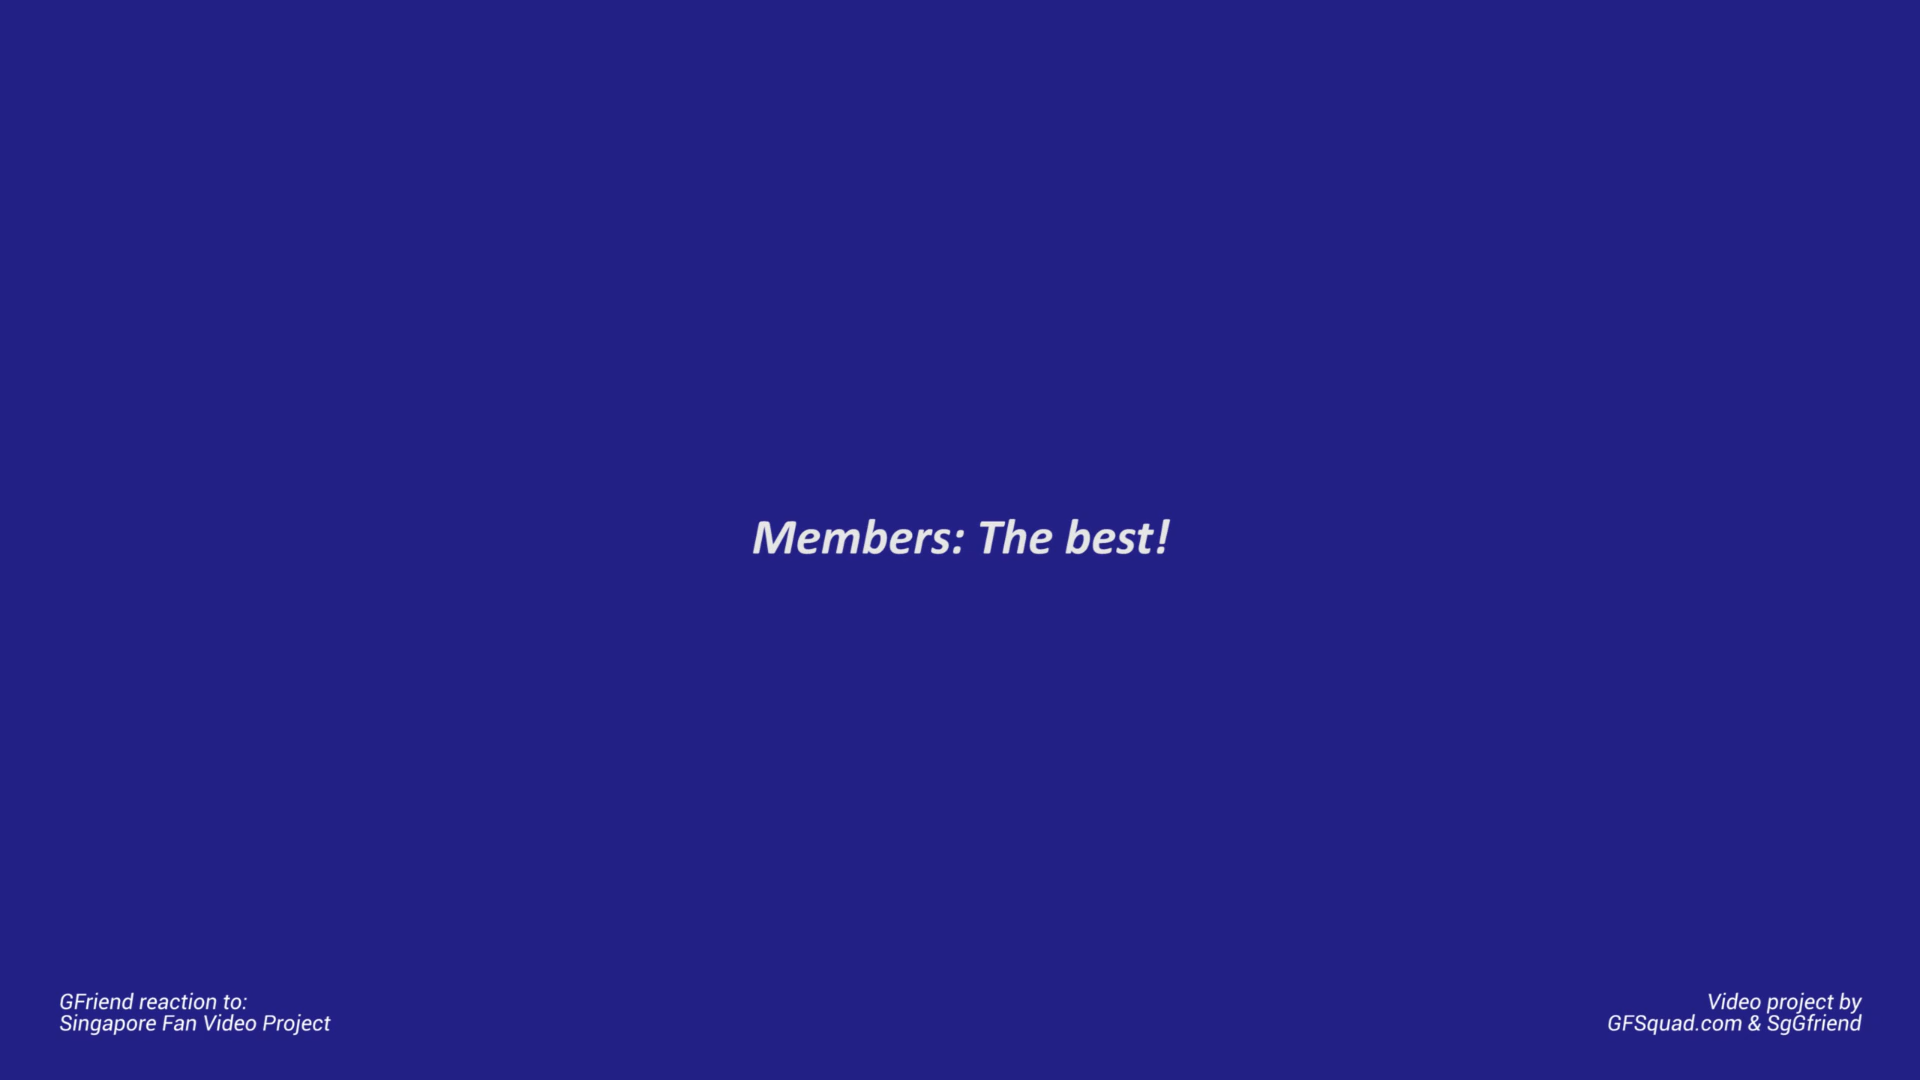 Members: The best!
GFriend reaction to:
Singapore Fan Video Project
Video project by
GFSquad.com & SgGfriend